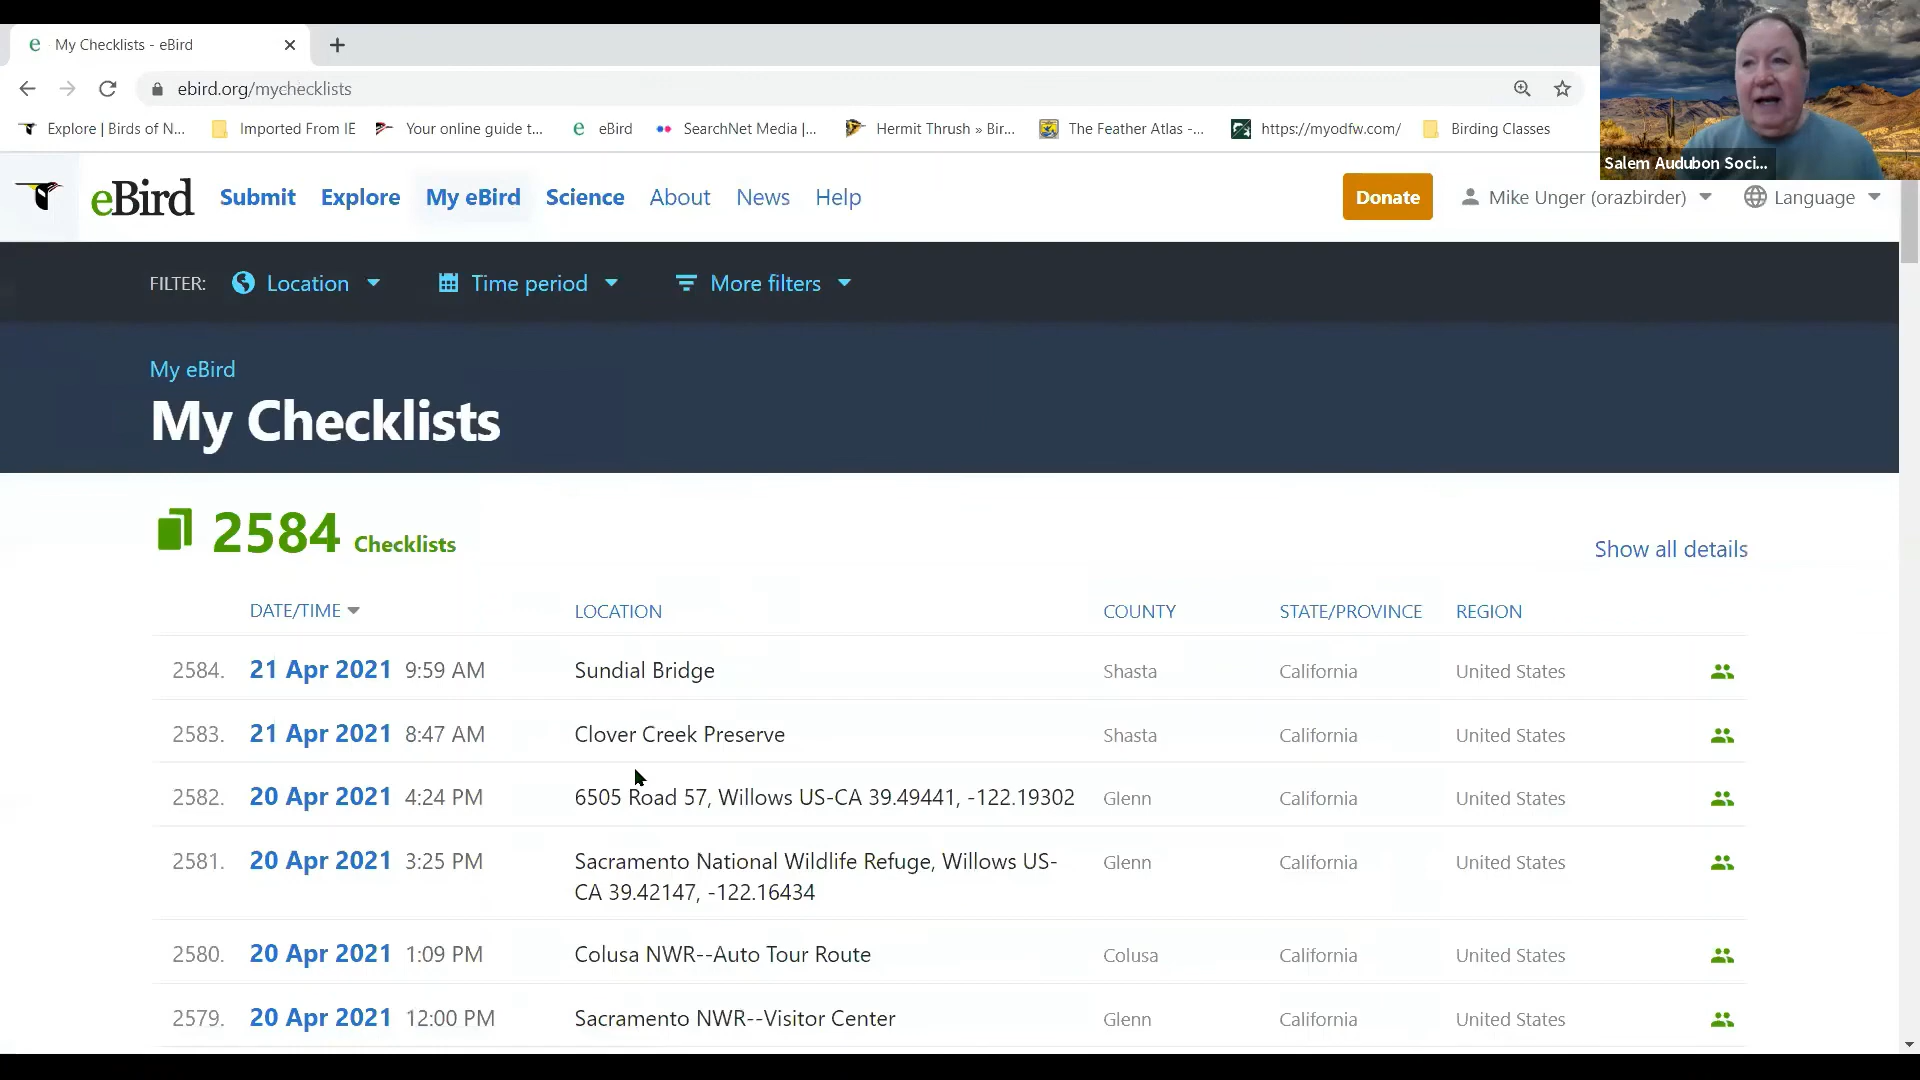 My Checklists - eBird
ebird.org/mychecklists
Explore | Birds of N... Imported From IE Your online guide t... eBird SearchNet Media |... Hermit Thrush » Bir... The Feather Atlas -... https://myodfw.com/ Birding Classes
Salem Audubon Soci...
eBird Submit Explore My eBird Science About News Help Donate Mike Unger (orazbirder) Language
FILTER: Location Time period More filters
My eBird
My Checklists
2584 Checklists
Show all details
DATE/TIME LOCATION COUNTY STATE/PROVINCE REGION
2584. 21 Apr 2021 9:59 AM Sundial Bridge Shasta California United States
2583. 21 Apr 2021 8:47 AM Clover Creek Preserve Shasta California United States
2582. 20 Apr 2021 4:24 PM 6505 Road 57, Willows US-CA 39.49441, -122.19302 Glenn California United States
2581. 20 Apr 2021 3:25 PM Sacramento National Wildlife Refuge, Willows US- Glenn California United States
CA 39.42147, -122.16434
2580. 20 Apr 2021 1:09 PM Colusa NWR--Auto Tour Route Colusa California United States
2579. 20 Apr 2021 12:00 PM Sacramento NWR--Visitor Center Glenn California United States